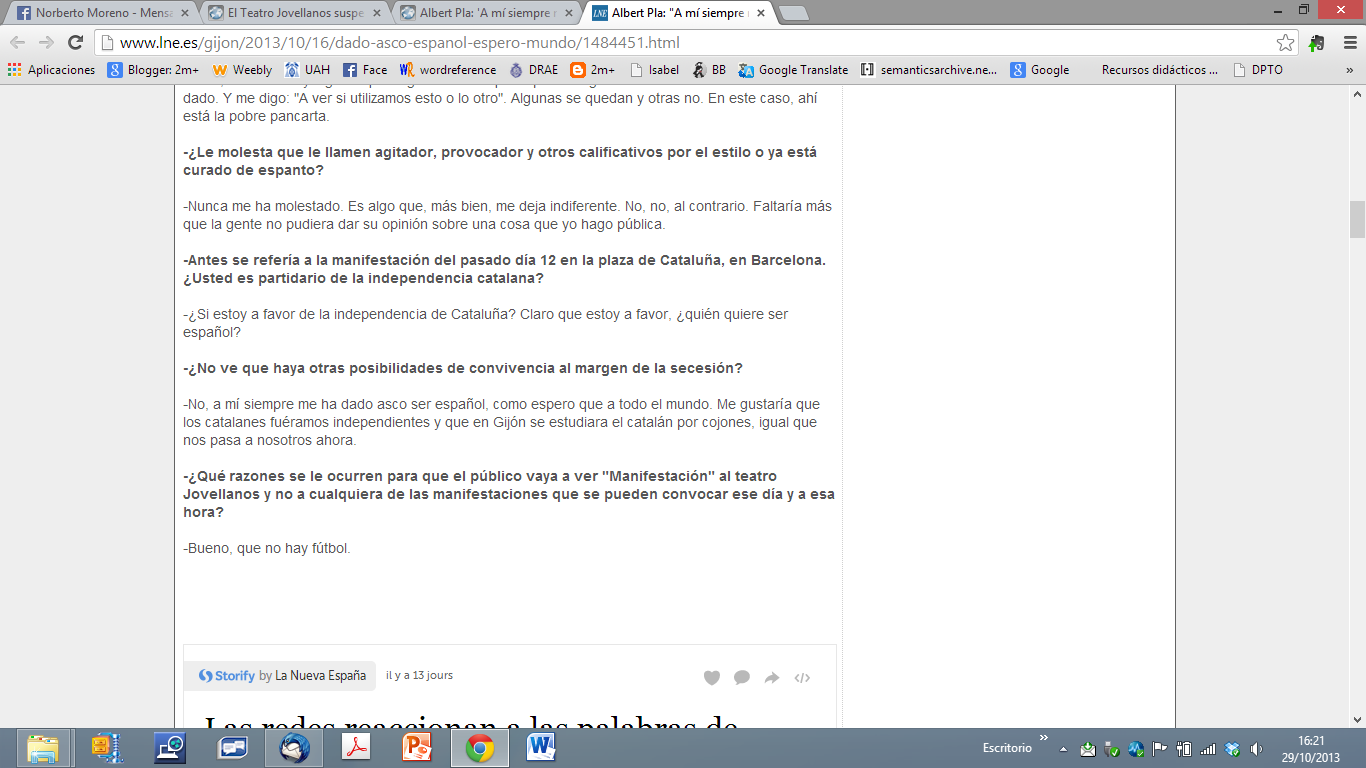 Norberto Moreno - Mensa
El Teatro Jovellanos suspe
Albert Pla: 'A mí siempre
Albert Pla: "A mí siempre
www.lne.es/gijon/2013/10/16/dado-asco-espanol-espero-mundo/1484451.html
Aplicaciones Blogger: 2m+ Weebly UAH Face wordreference DRAE 2m+ Isabel BB Google Translate semanticsarchive.ne... Google Recursos didácticos ... DPTO »
dado. Y me digo: "A ver si utilizamos esto o lo otro". Algunas se quedan y otras no. En este caso, ahí
está la pobre pancarta.
-¿Le molesta que le llamen agitador, provocador y otros calificativos por el estilo o ya está
curado de espanto?
-Nunca me ha molestado. Es algo que, más bien, me deja indiferente. No, no, al contrario. Faltaría más
que la gente no pudiera dar su opinión sobre una cosa que yo hago pública.
-Antes se refería a la manifestación del pasado día 12 en la plaza de Cataluña, en Barcelona.
¿Usted es partidario de la independencia catalana?
-¿Si estoy a favor de la independencia de Cataluña? Claro que estoy a favor, ¿quién quiere ser
español?
-¿No ve que haya otras posibilidades de convivencia al margen de la secesión?
-No, a mí siempre me ha dado asco ser español, como espero que a todo el mundo. Me gustaría que
los catalanes fuéramos independientes y que en Gijón se estudiara el catalán por cojones, igual que
nos pasa a nosotros ahora.
-¿Qué razones se le ocurren para que el público vaya a ver "Manifestación" al teatro
Jovellanos y no a cualquiera de las manifestaciones que se pueden convocar ese día y a esa
hora?
-Bueno, que no hay fútbol.
Storify by La Nueva España il y a 13 jours
Las redes reaccionan a las palabras de
Escritorio »
16:21
29/10/2013